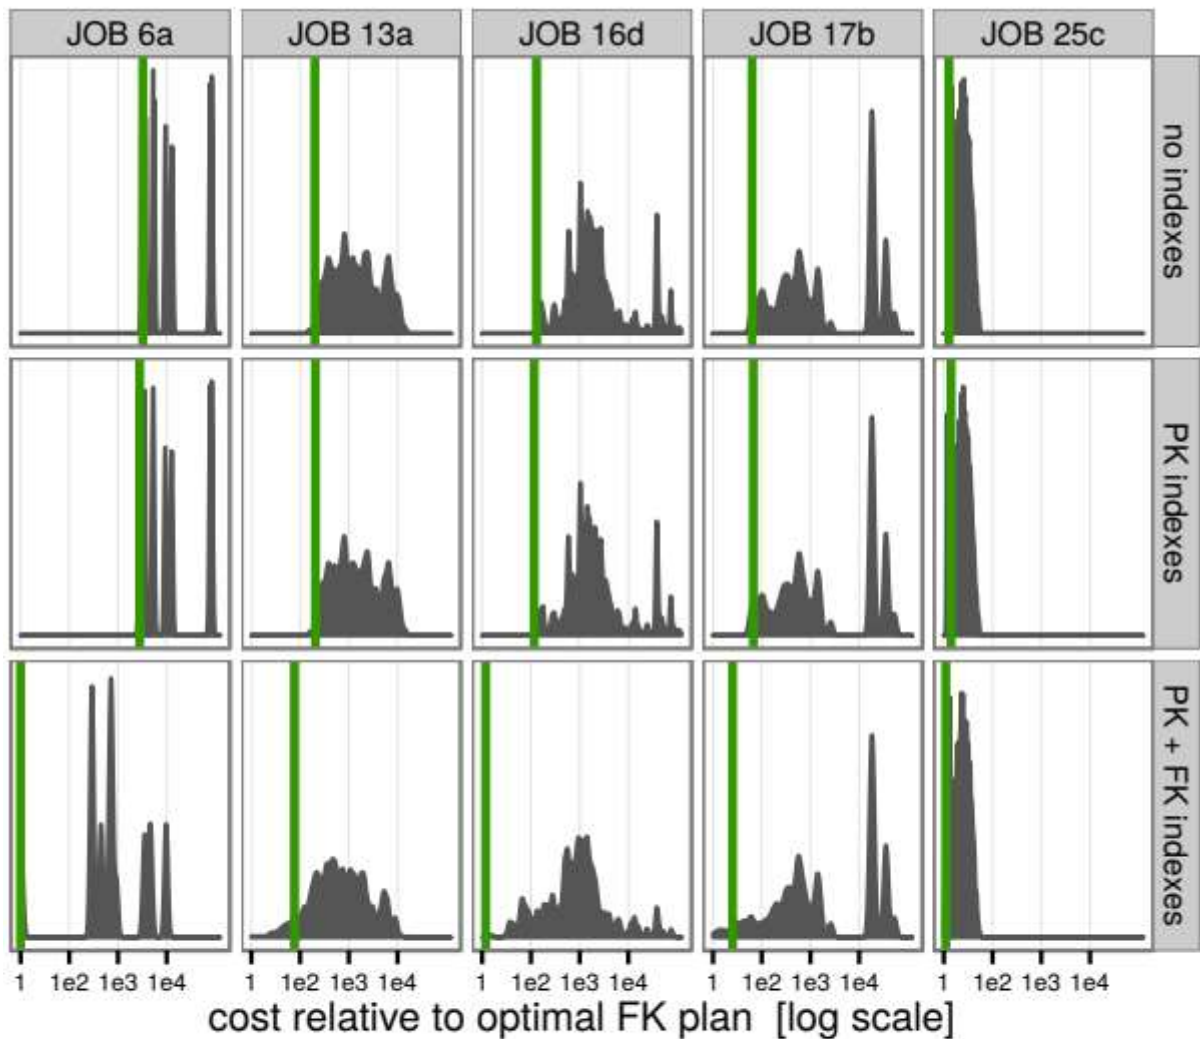 JOB 6a JOB 13a JOB 16d JOB 17b JOB 25c
no indexes
PK indexes
PK + FK indexes
1 1e2 1e3 1e4 1 1e2 1e3 1e4 1 1e2 1e3 1e4 1 1e2 1e3 1e4 1 1e2 1e3 1e4
cost relative to optimal FK plan [log scale]